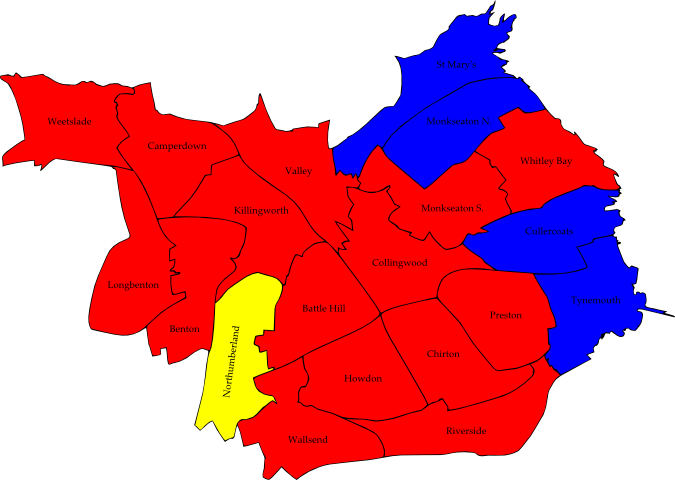 St Mary's
Monkseaton N.
Weetslade
Camperdown
Whitley Bay
Valley
Killingworth
Monkseaton S.
Cullercoats
Collingwood
Longbenton
Tynemouth
Battle Hill
Preston
Benton
Northumberland
Chirton
Howdon
Riverside
Wallsend